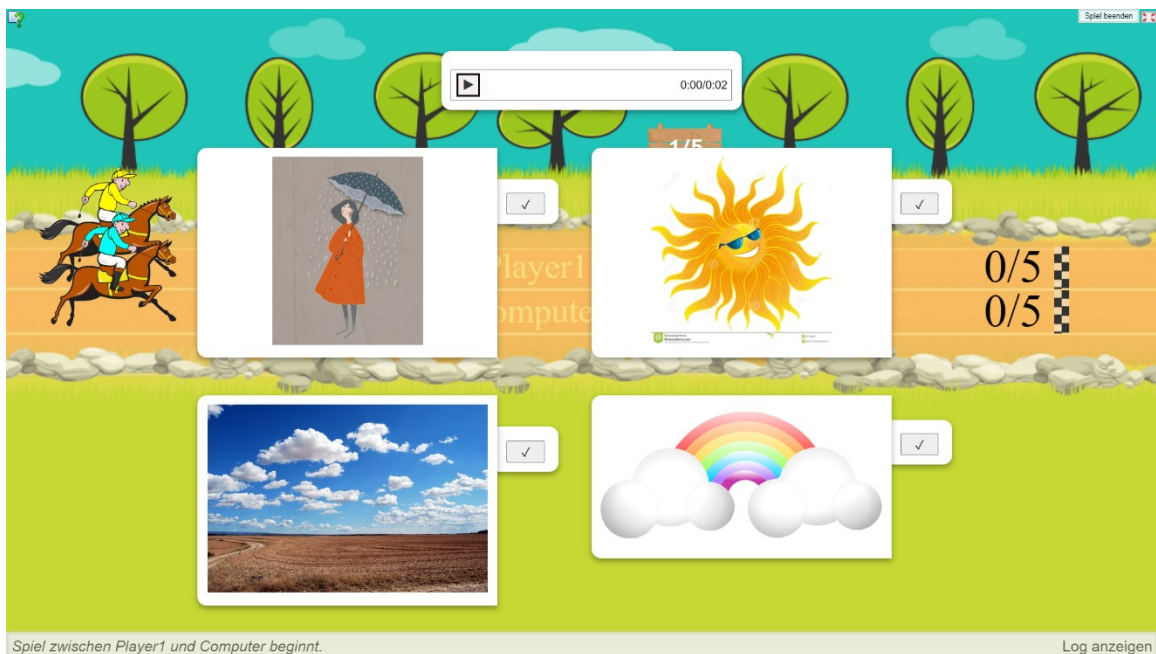 Spiel beenden
0:00/0:02
1/5
Player1
Computer
0/5
0/5
Spiel zwischen Player1 und Computer beginnt.
Log anzeigen